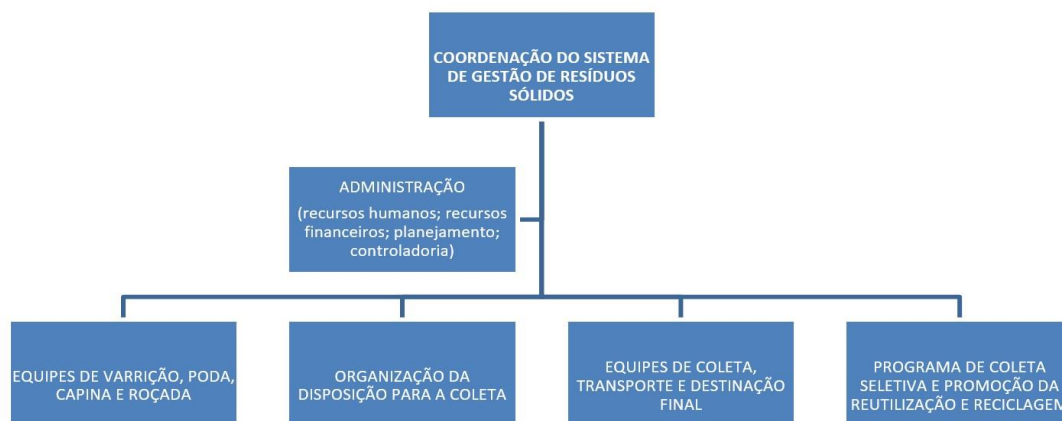 COORDENAÇÃO DO SISTEMA
DE GESTÃO DE RESÍDUOS
SÓLIDOS
ADMINISTRAÇÃO
(recursos humanos; recursos
financeiros; planejamento;
controladoria)
EQUIPES DE VARRIÇÃO, PODA,
CAPINA E ROÇADA
ORGANIZAÇÃO DA
DISPOSIÇÃO PARA A COLETA
EQUIPES DE COLETA,
TRANSPORTE E DESTINAÇÃO
FINAL
PROGRAMA DE COLETA
SELETIVA E PROMOÇÃO DA
REUTILIZAÇÃO E RECICLAGEM